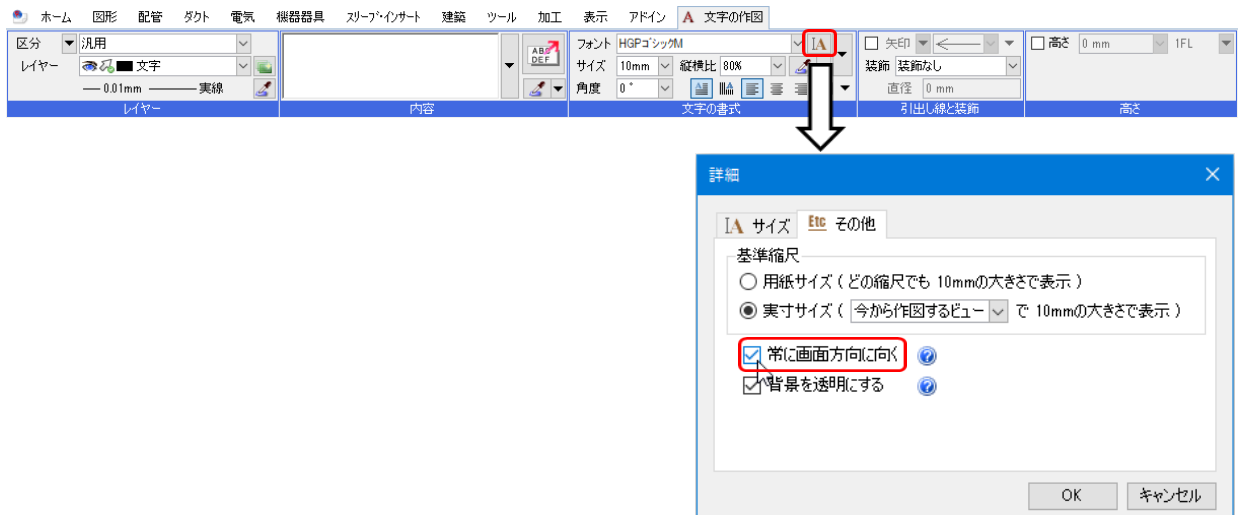 ホーム 図形 配管 ダクト 電気 機器器具 スリーブ・インサート 建築 ツール 加工 表示 アドイン A 文字の作図
区分 汎用
レイヤー 文字
0.01mm 実線
レイヤー
ABC
DEF
内容
フォント HGPゴシックM IA
サイズ 10mm 縦横比 80%
角度 0°
文字の書式
矢印
装飾 装飾なし
直径 0 mm
引出し線と装飾
高さ 0 mm 1FL
高さ
詳細
IA サイズ Etc その他
基準縮尺
用紙サイズ ( どの縮尺でも 10mmの大きさで表示 )
実寸サイズ ( 今から作図するビュー で 10mmの大きさで表示 )
常に画面方向に向く
背景を透明にする
OK キャンセル